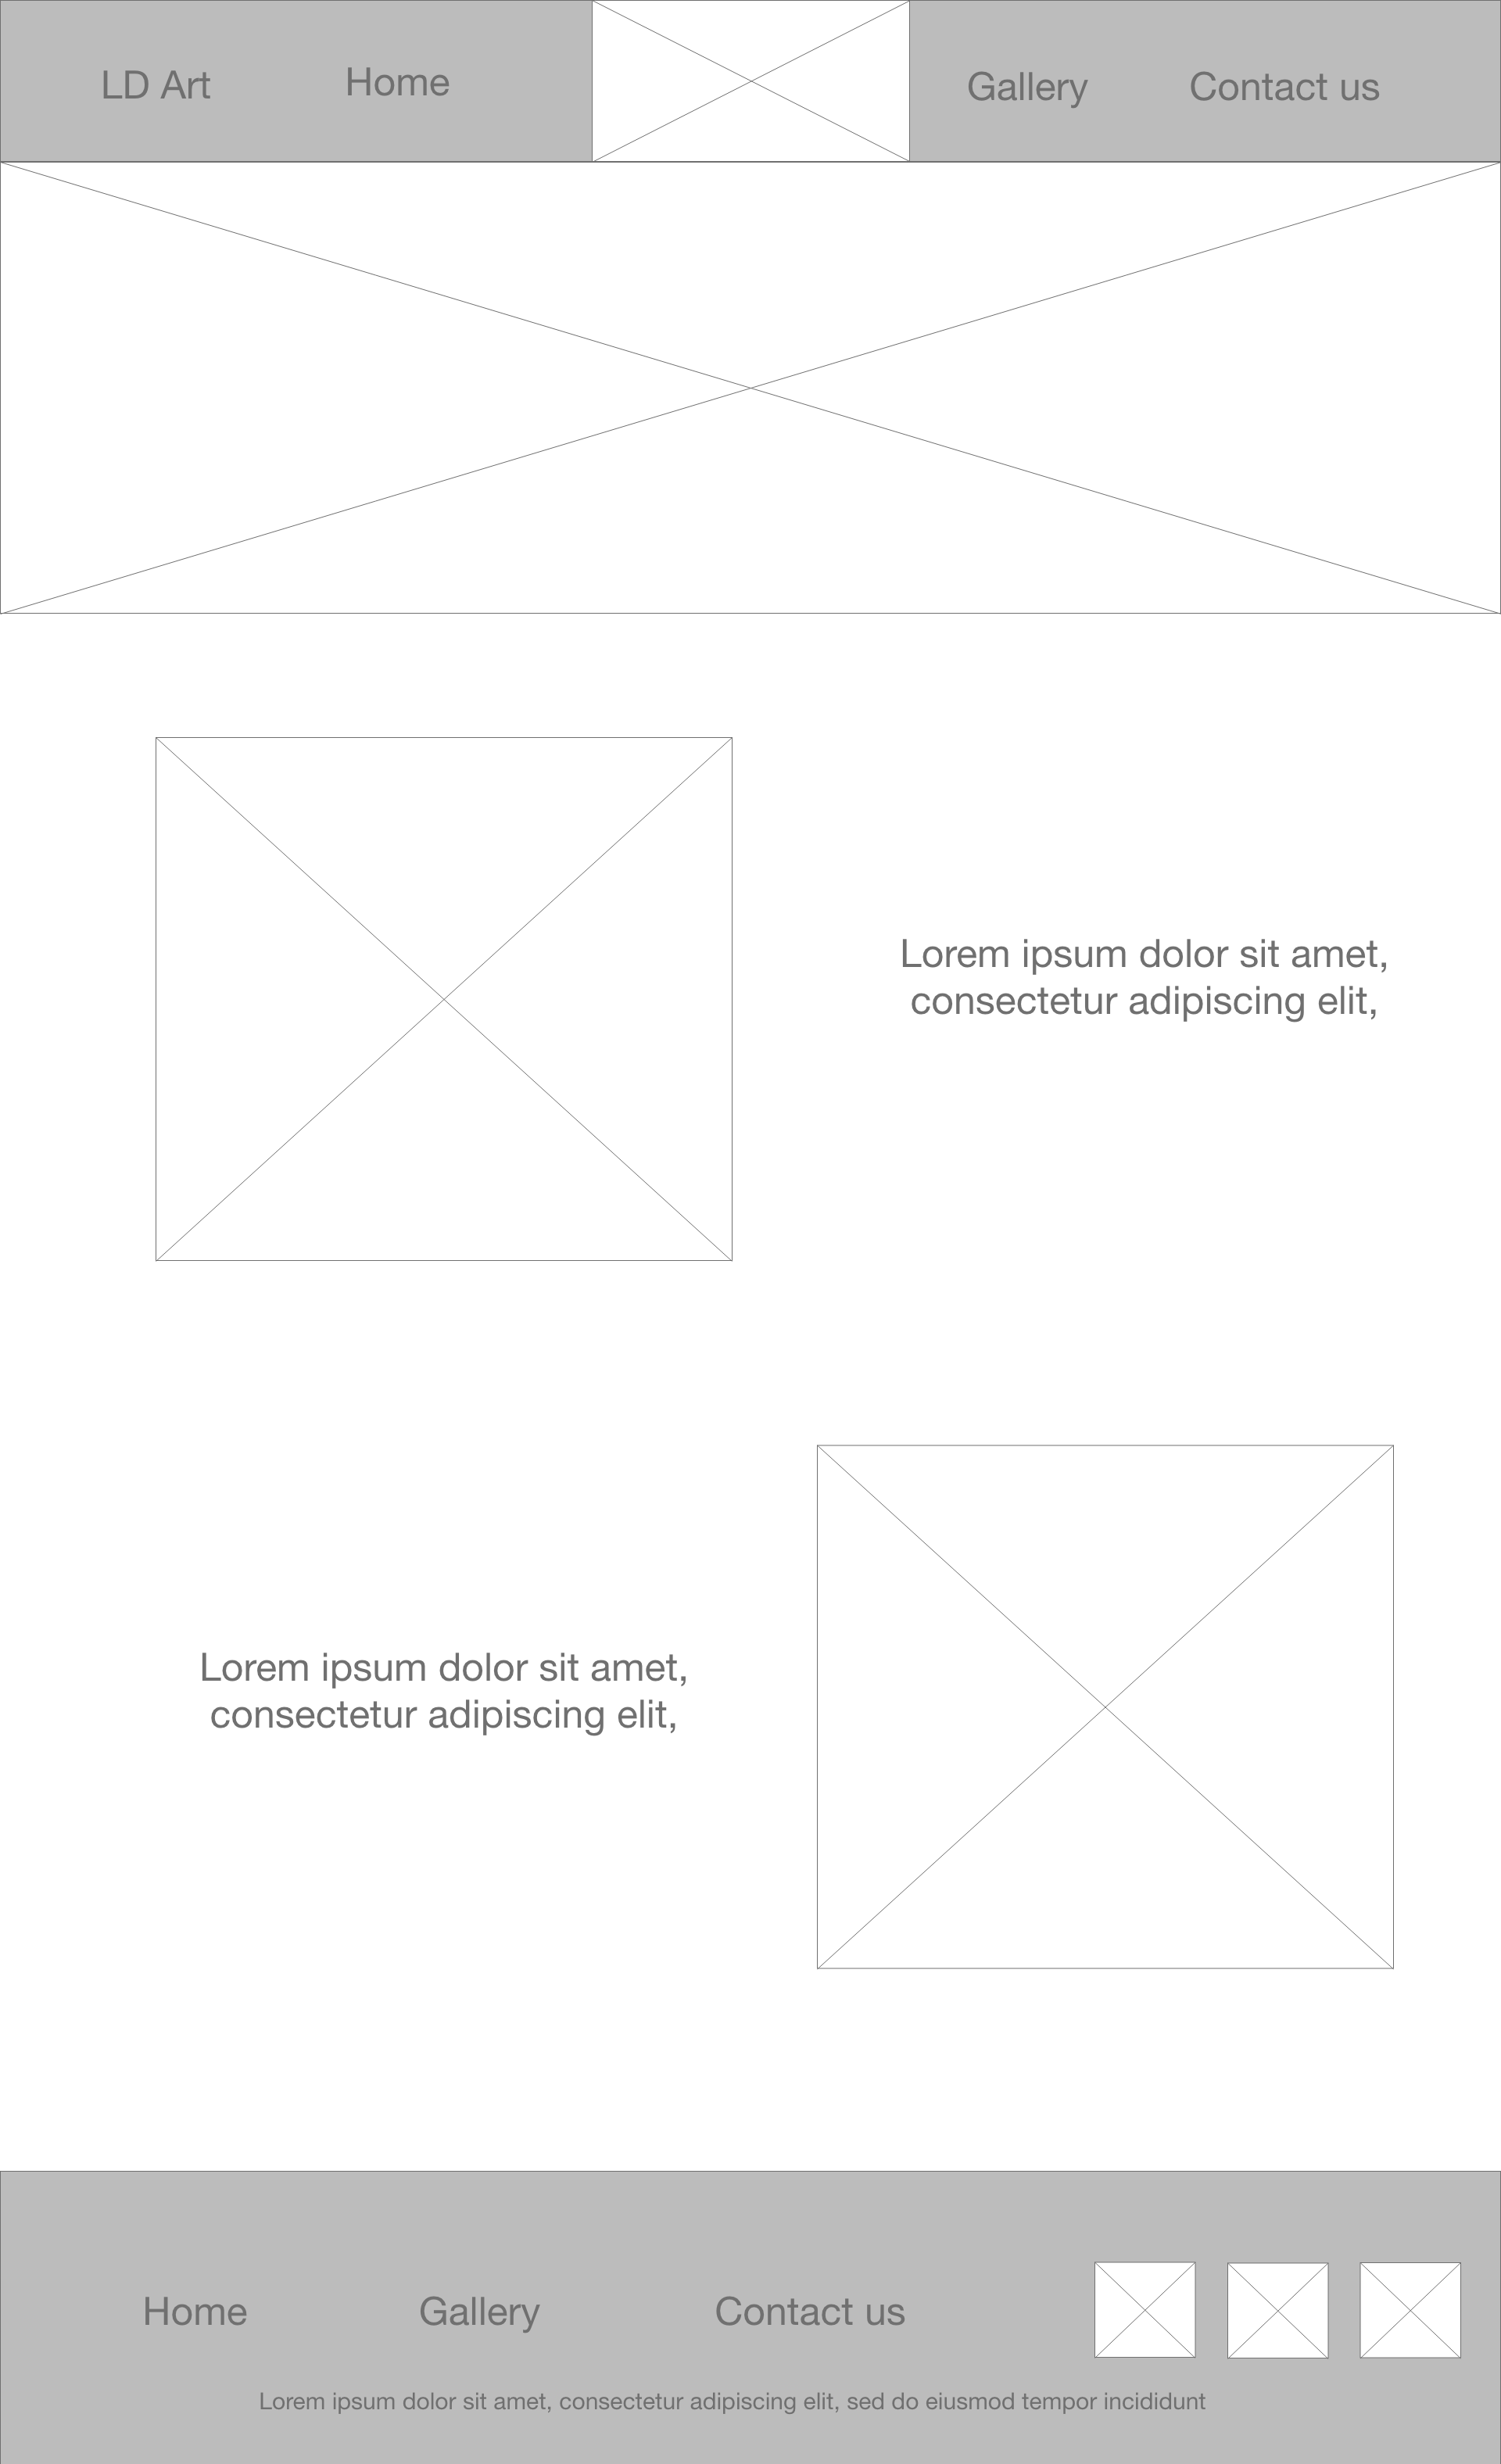 LD Art Home Gallery Contact us
Lorem ipsum dolor sit amet,
consectetur adipiscing elit,
Lorem ipsum dolor sit amet,
consectetur adipiscing elit,
Home Gallery Contact us
Lorem ipsum dolor sit amet, consectetur adipiscing elit, sed do eiusmod tempor incididunt